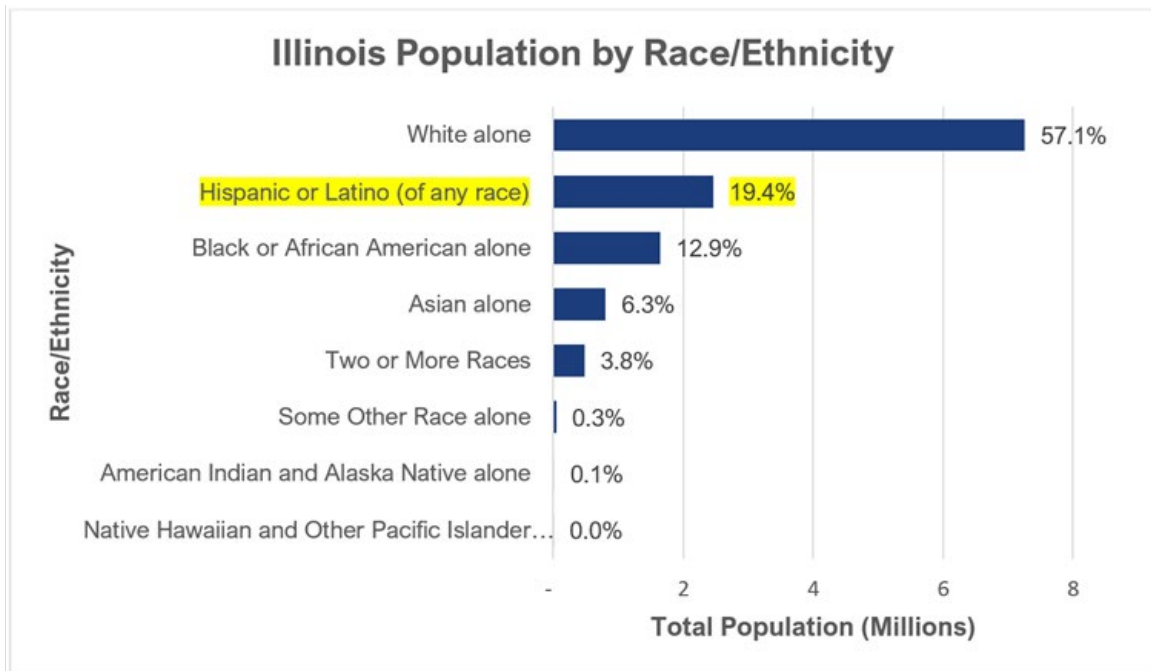 Illinois Population by Race/Ethnicity
Race/Ethnicity
White alone 57.1%
Hispanic or Latino (of any race) 19.4%
Black or African American alone 12.9%
Asian alone 6.3%
Two or More Races 3.8%
Some Other Race alone 0.3%
American Indian and Alaska Native alone 0.1%
Native Hawaiian and Other Pacific Islander… 0.0%
- 2 4 6 8
Total Population (Millions)